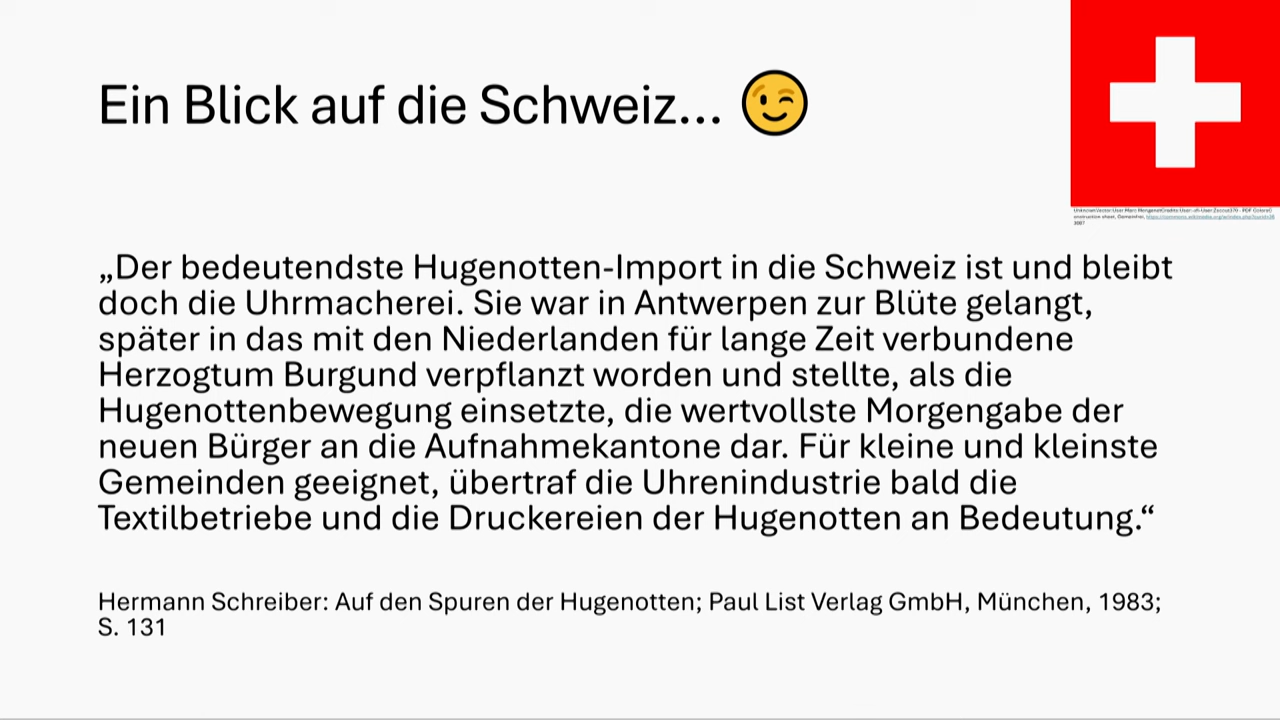 Ein Blick auf die Schweiz... 😉
„Der bedeutendste Hugenotten-Import in die Schweiz ist und bleibt
doch die Uhrmacherei. Sie war in Antwerpen zur Blüte gelangt,
später in das mit den Niederlanden für lange Zeit verbundene
Herzogtum Burgund verpflanzt worden und stellte, als die
Hugenottenbewegung einsetzte, die wertvollste Morgengabe der
neuen Bürger an die Aufnahmekantone dar. Für kleine und kleinste
Gemeinden geeignet, übertraf die Uhrenindustrie bald die
Textilbetriebe und die Druckereien der Hugenotten an Bedeutung.“
Hermann Schreiber: Auf den Spuren der Hugenotten; Paul List Verlag GmbH, München, 1983;
S. 131